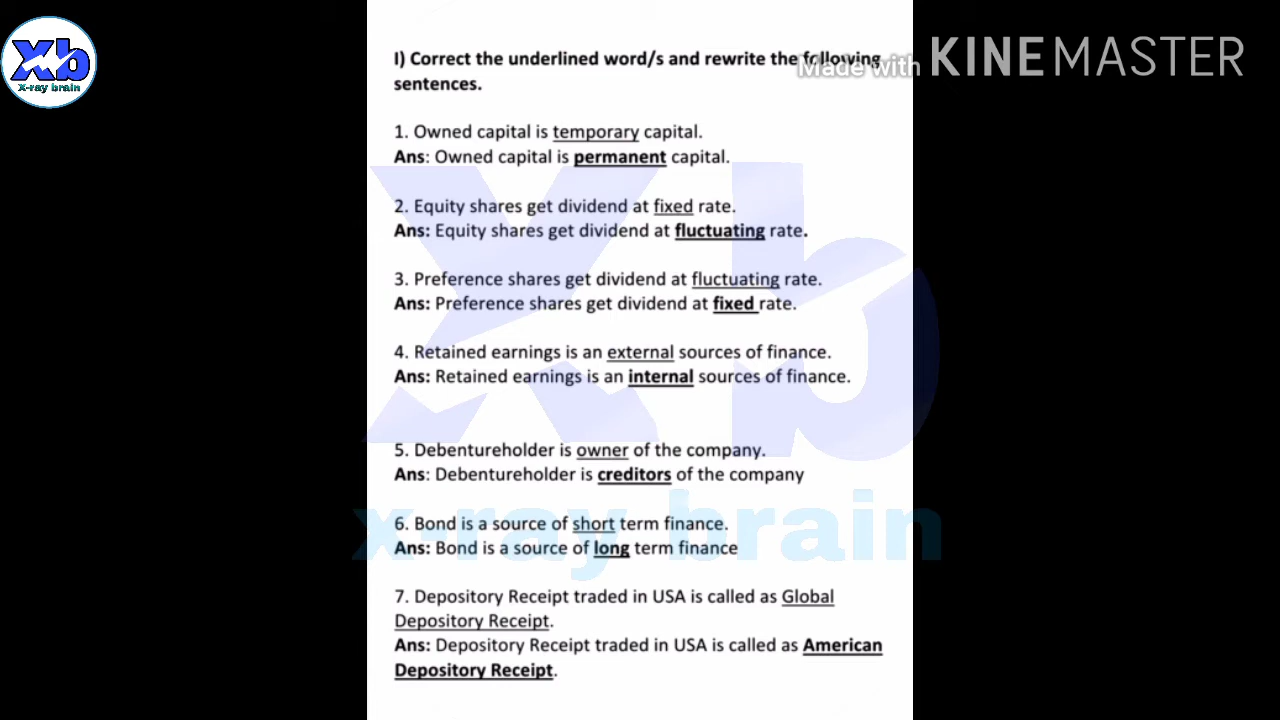 xb
X-ray brain
Made with KINEMASTER
I) Correct the underlined word/s and rewrite the following
sentences.
1. Owned capital is temporary capital.
Ans: Owned capital is permanent capital.
2. Equity shares get dividend at fixed rate.
Ans: Equity shares get dividend at fluctuating rate.
3. Preference shares get dividend at fluctuating rate.
Ans: Preference shares get dividend at fixed rate.
4. Retained earnings is an external sources of finance.
Ans: Retained earnings is an internal sources of finance.
5. Debentureholder is owner of the company.
Ans: Debentureholder is creditors of the company
6. Bond is a source of short term finance.
Ans: Bond is a source of long term finance
7. Depository Receipt traded in USA is called as Global
Depository Receipt.
Ans: Depository Receipt traded in USA is called as American
Depository Receipt.
xb
x-ray brain